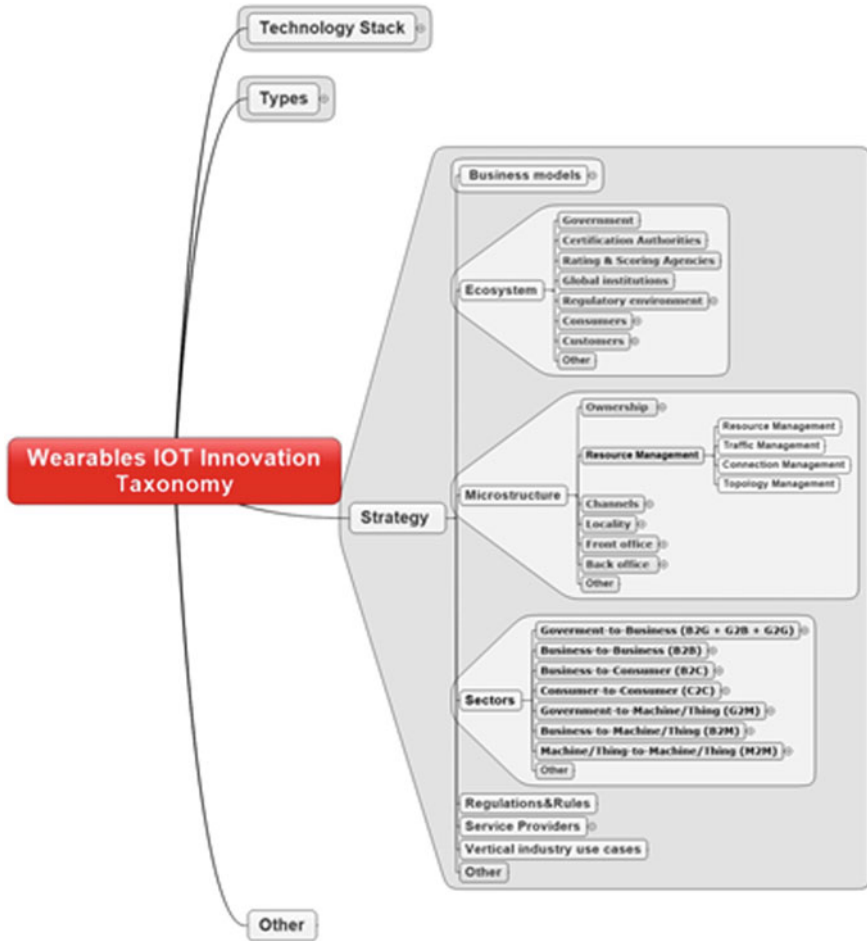 Technology Stack
Types
Wearables IOT Innovation
Taxonomy
Strategy
Business models
Ecosystem
Government
Certification Authorities
Rating & Scoring Agencies
Global institutions
Regulatory environment
Consumers
Customers
Other
Microstructure
Ownership
Resource Management
Resource Management
Traffic Management
Connection Management
Topology Management
Channels
Locality
Front office
Back office
Other
Sectors
Goverment-to-Business (B2G + G2B + G2G)
Business-to-Business (B2B)
Business-to-Consumer (B2C)
Consumer-to-Consumer (C2C)
Government-to-Machine/Thing (G2M)
Business-to-Machine/Thing (B2M)
Machine/Thing-to-Machine/Thing (M2M)
Other
Regulations&Rules
Service Providers
Vertical industry use cases
Other
Other